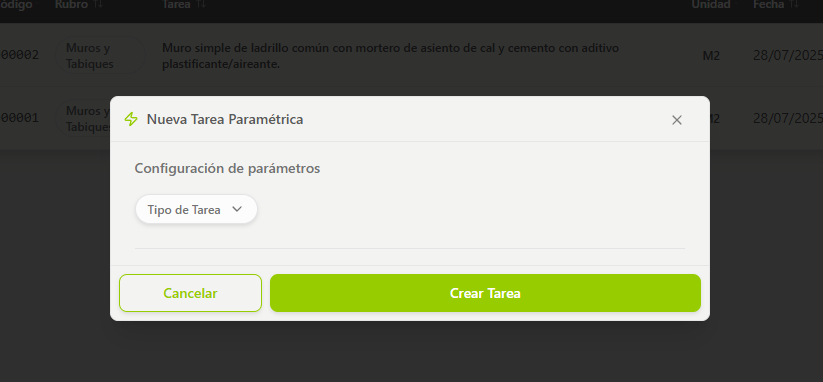 ódigo Rubro Tarea Unidad Fecha
00002 Muros y Tabiques Muro simple de ladrillo común con mortero de asiento de cal y cemento con aditivo plastificante/aireante. M2 28/07/2025
00001 Muros y Tabiques M2 28/07/2025
Nueva Tarea Paramétrica
Configuración de parámetros
Tipo de Tarea
Cancelar
Crear Tarea